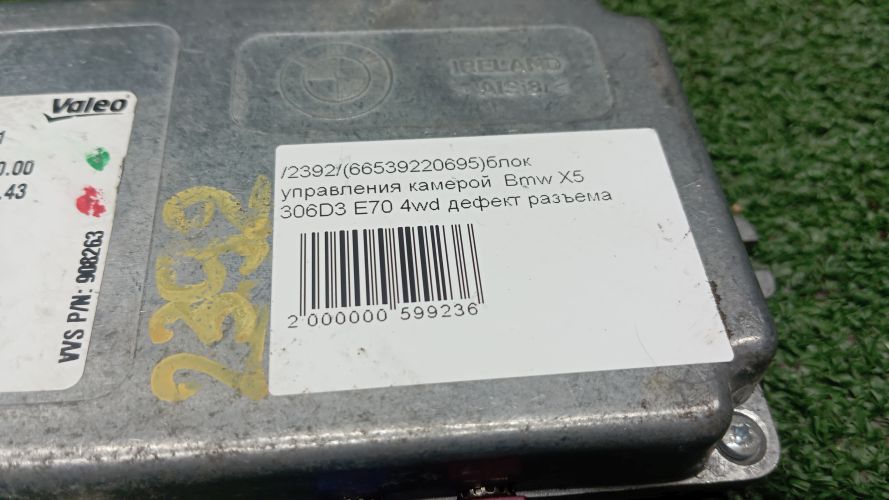 Valeo
.00
.43
VVS P/N: 908263
IRELAND
2392
/2392/(66539220695)блок
управления камерой Bmw X5
306D3 E70 4wd дефект разъема
2 000000 599236